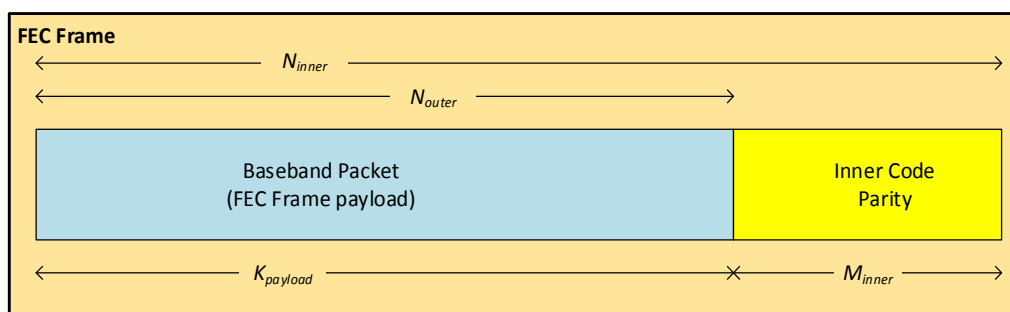 FEC Frame
N_inner
N_outer
Baseband Packet
(FEC Frame payload)
Inner Code
Parity
K_payload
M_inner